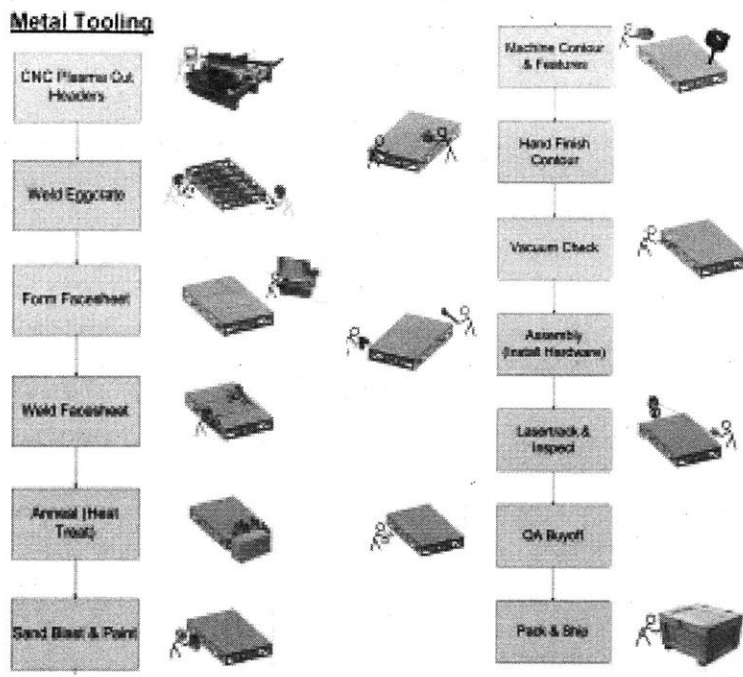 Metal Tooling
CNC Plasma Cut
Headers
Weld Eggcrate
Form Facesheet
Weld Facesheet
Anneal (Heat
Treat)
Sand Blast & Paint
Machine Contour
& Features
Hand Finish
Contour
Vacuum Check
Assembly
(Install Hardware)
Lasertrack &
Inspect
QA Buyoff
Pack & Ship